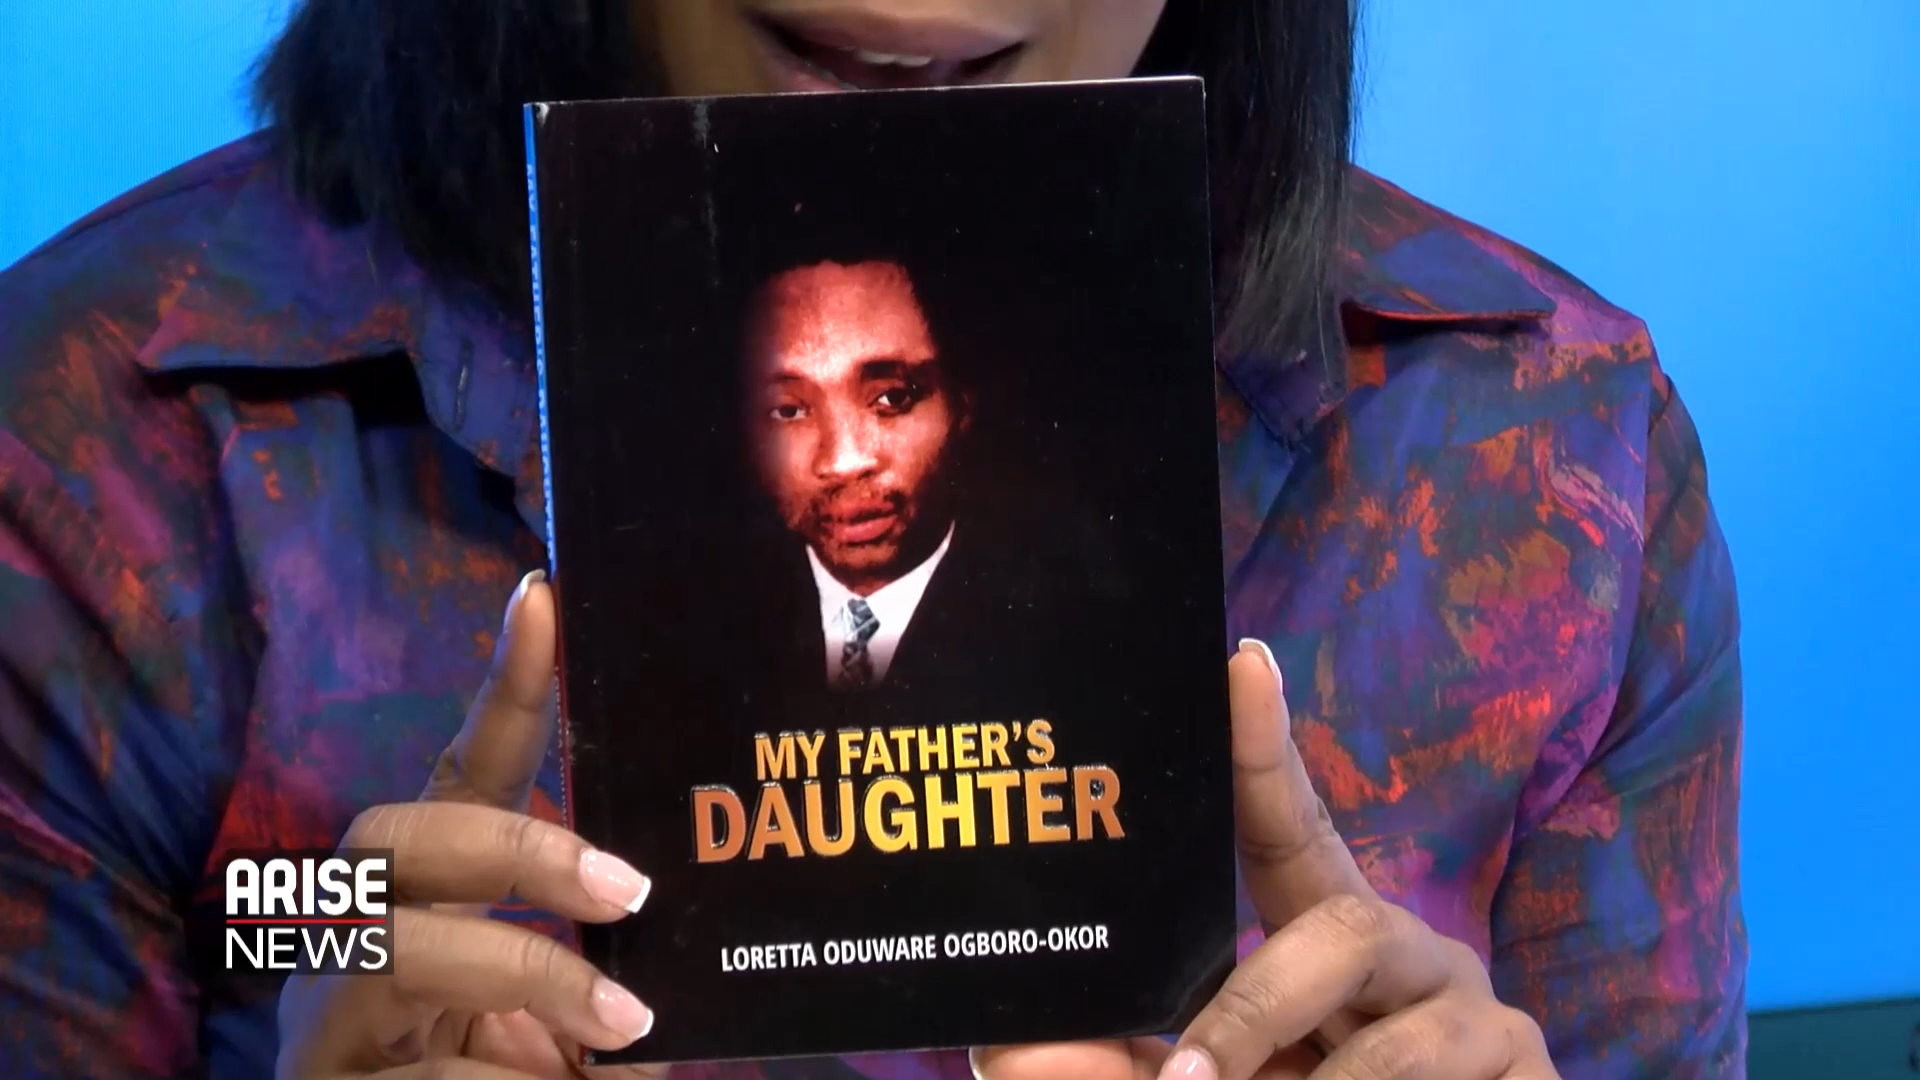 MY FATHER'S
DAUGHTER
LORETTA ODUWARE OGBORO-OKOR
ARISE
NEWS